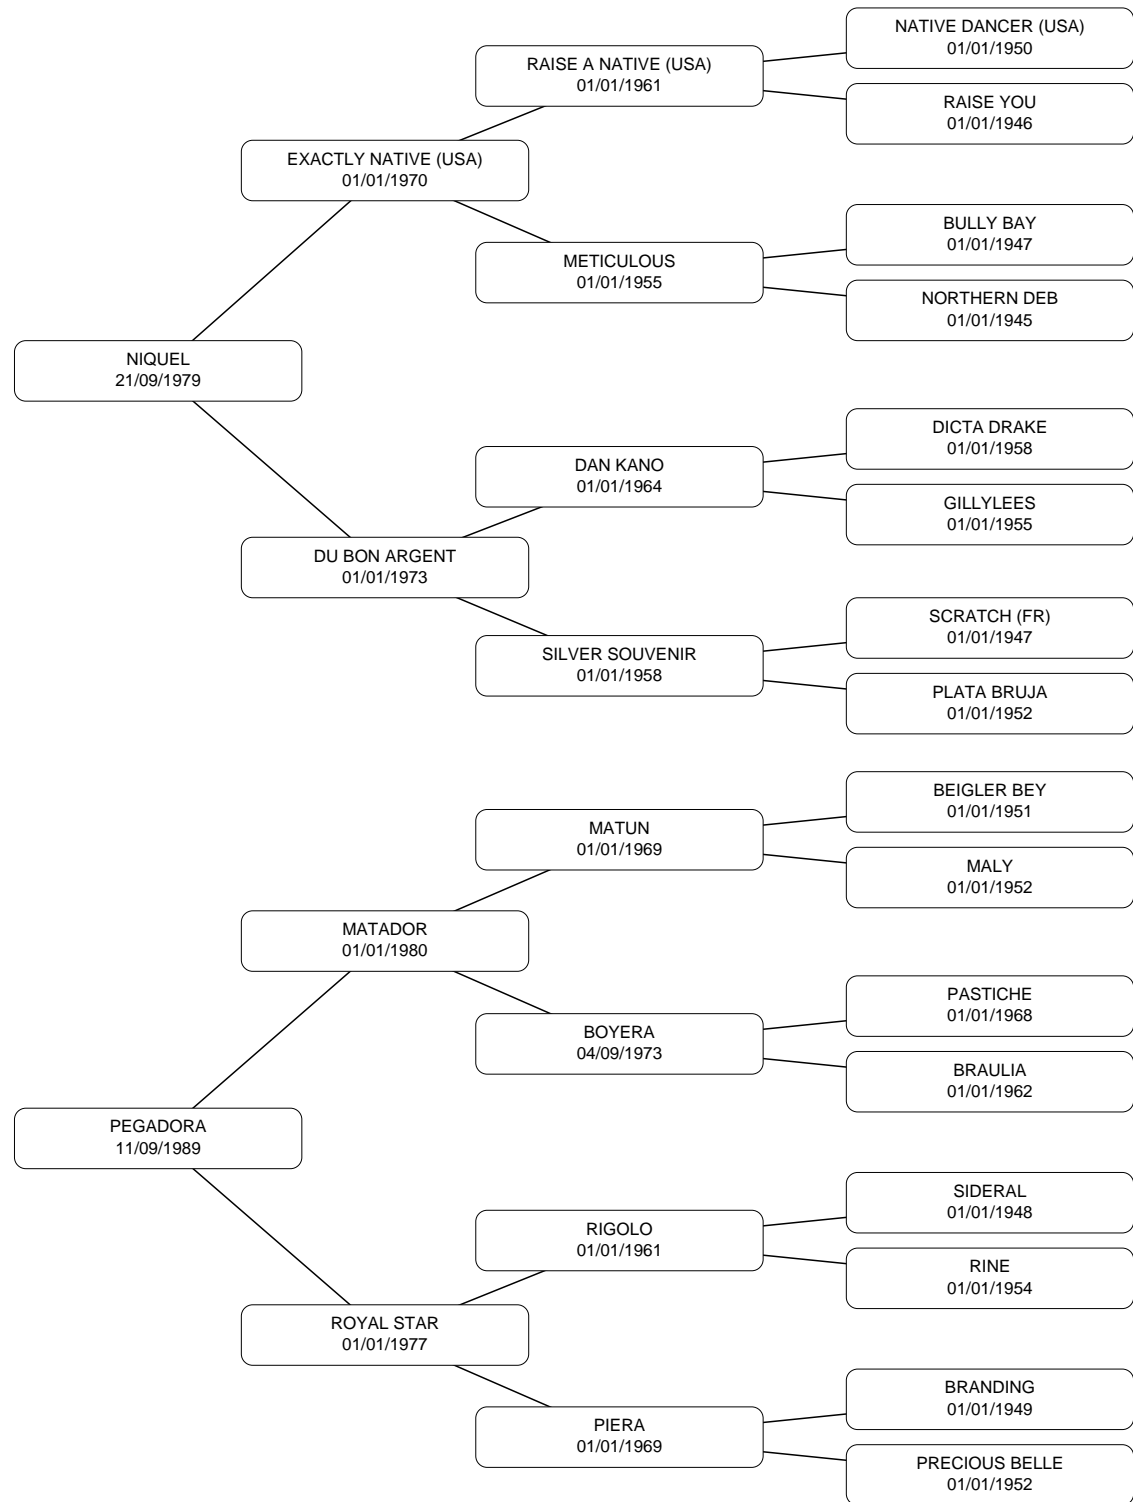 NATIVE DANCER (USA)
01/01/1950
RAISE A NATIVE (USA)
01/01/1961
RAISE YOU
01/01/1946
EXACTLY NATIVE (USA)
01/01/1970
BULLY BAY
01/01/1947
METICULOUS
01/01/1955
NORTHERN DEB
01/01/1945
NIQUEL
21/09/1979
DICTA DRAKE
01/01/1958
DAN KANO
01/01/1964
GILLYLEES
01/01/1955
DU BON ARGENT
01/01/1973
SCRATCH (FR)
01/01/1947
SILVER SOUVENIR
01/01/1958
PLATA BRUJA
01/01/1952
BEIGLER BEY
01/01/1951
MATUN
01/01/1969
MALY
01/01/1952
MATADOR
01/01/1980
PASTICHE
01/01/1968
BOYERA
04/09/1973
BRAULIA
01/01/1962
PEGADORA
11/09/1989
SIDERAL
01/01/1948
RIGOLO
01/01/1961
RINE
01/01/1954
ROYAL STAR
01/01/1977
BRANDING
01/01/1949
PIERA
01/01/1969
PRECIOUS BELLE
01/01/1952